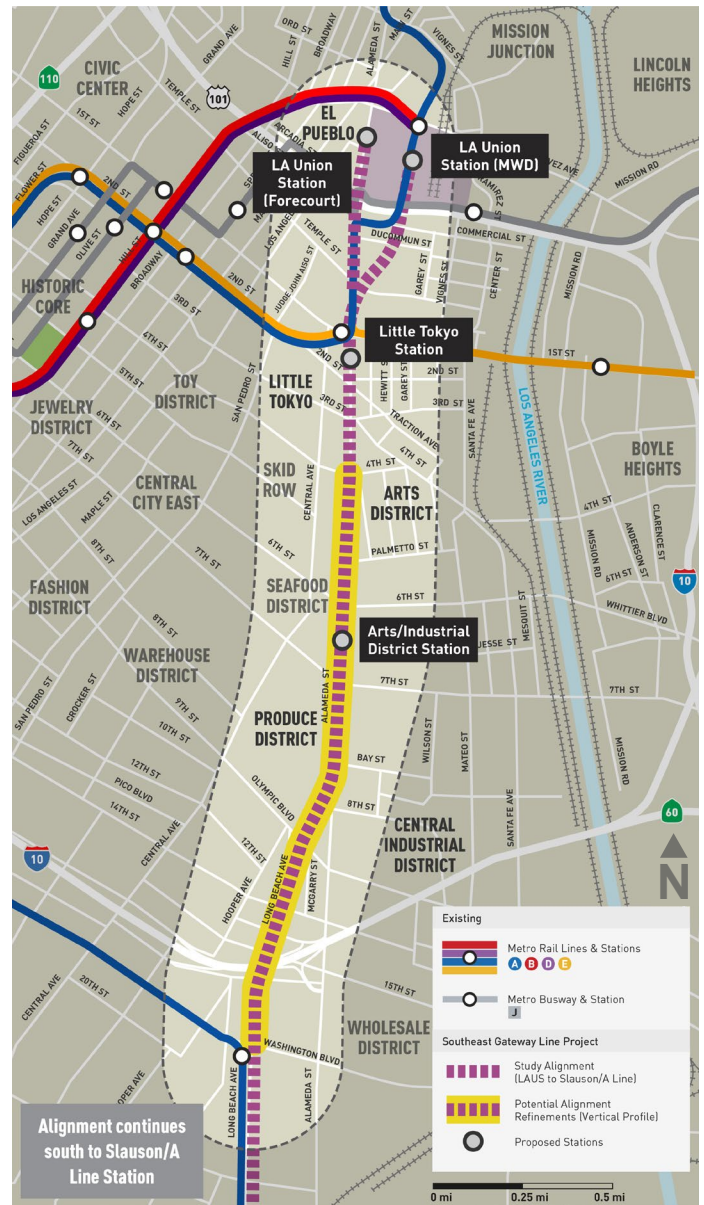 ORD ST
GRAND AVE
HILL ST
BROADWAY
ALAMEDA ST
MAIN ST
VIGNES ST
MISSION
JUNCTION
LINCOLN
HEIGHTS
110
CIVIC
CENTER
HOPE ST
TEMPLE ST
101
1ST ST
FIGUEROA ST
FLOWER ST
2ND ST
ARCADIA ST
EL
PUEBLO
LA Union
Station
(Forecourt)
LA Union
Station (MWD)
MISSION RD
HOPE ST
GRAND AVE
OLIVE ST
HILL ST
BROADWAY
LOS ANGELES
TEMPLE ST
JUDGE JOHN AISO ST
DUCOMMUN ST
COMMERCIAL ST
GAREY ST
VIGNES ST
CENTER ST
MISSION RD
HISTORIC
CORE
2ND ST
3RD ST
4TH ST
5TH ST
Little Tokyo
Station
1ST ST
2ND ST
LITTLE
TOKYO
3RD ST
HEWITT S
GAREY ST
2ND ST
3RD ST
TRACTION AVE
4TH ST
SANTA FE AVE
LOS ANGELES RIVER
TOY
DISTRICT
SAN PEDRO ST
JEWELRY
DISTRICT
6TH ST
7TH ST
LOS ANGELES ST
MAPLE ST
8TH ST
CENTRAL
CITY EAST
SKID
ROW
CENTRAL AVE
4TH ST
ARTS
DISTRICT
BOYLE
HEIGHTS
4TH ST
MISSION RD
ANDERSON ST
CLARENCE ST
6TH ST
10
WHITTIER BLVD
7TH ST
6TH ST
PALMETTO ST
FASHION
DISTRICT
SEAFOOD
DISTRICT
6TH ST
MESQUIT ST
JESSE ST
Arts/Industrial
District Station
8TH ST
WAREHOUSE
DISTRICT
SAN PEDRO ST
CROCKER ST
9TH ST
10TH ST
7TH ST
7TH ST
ALAMEDA ST
PRODUCE
DISTRICT
WILSON ST
MATEO ST
MISSION RD
BAY ST
8TH ST
12TH ST
PICO BLVD
14TH ST
CENTRAL AVE
OLYMPIC BLVD
12TH ST
HOOPER AVE
LONG BEACH AVE
MCGARRY ST
CENTRAL
INDUSTRIAL
DISTRICT
SANTA FE AVE
60
N
10
CENTRAL AVE
20TH ST
15TH ST
WHOLESALE
DISTRICT
WASHINGTON BLVD
LONG BEACH AVE
ALAMEDA ST
Alignment continues
south to Slauson/A
Line Station
Existing
Metro Rail Lines & Stations
A B D E
Metro Busway & Station
J
Southeast Gateway Line Project
Study Alignment
(LAUS to Slauson/A Line)
Potential Alignment
Refinements (Vertical Profile)
Proposed Stations
0 mi 0.25 mi 0.5 mi